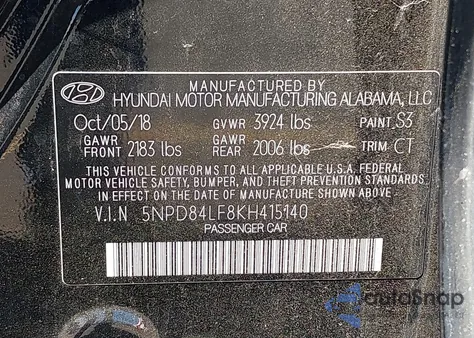 MANUFACTURED BY
HYUNDAI MOTOR MANUFACTURING ALABAMA, LLC
Oct/05/18 GVWR 3924 lbs PAINT S3
GAWR FRONT 2183 lbs GAWR REAR 2006 lbs TRIM CT
THIS VEHICLE CONFORMS TO ALL APPLICABLE U.S.A. FEDERAL
MOTOR VEHICLE SAFETY, BUMPER, AND THEFT PREVENTION STANDARDS
IN EFFECT ON THE DATE OF MANUFACTURE SHOWN ABOVE.
V.I.N 5NPD84LF8KH415140
PASSENGER CAR
autoSnap